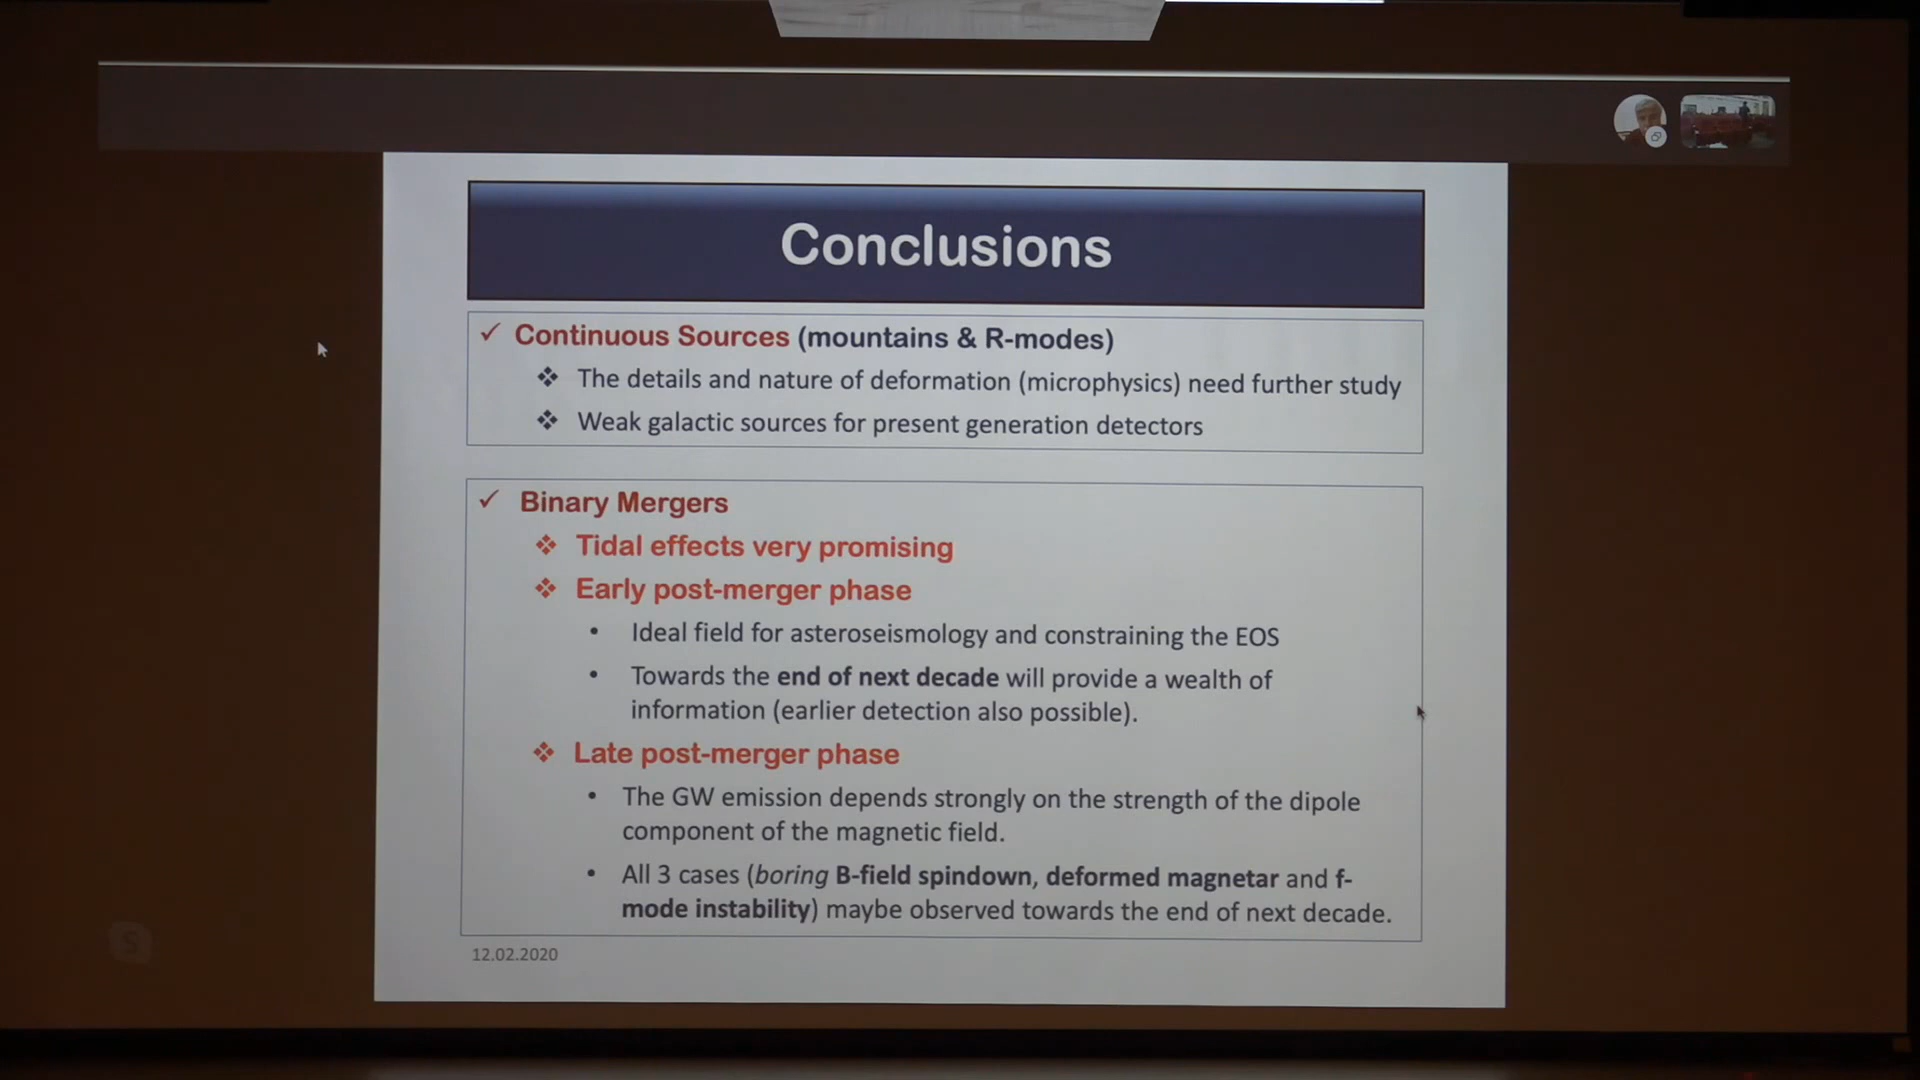 Conclusions
✓ Continuous Sources (mountains & R-modes)
❖ The details and nature of deformation (microphysics) need further study
❖ Weak galactic sources for present generation detectors
✓ Binary Mergers
❖ Tidal effects very promising
❖ Early post-merger phase
• Ideal field for asteroseismology and constraining the EOS
• Towards the end of next decade will provide a wealth of
information (earlier detection also possible).
❖ Late post-merger phase
• The GW emission depends strongly on the strength of the dipole
component of the magnetic field.
• All 3 cases (boring B-field spindown, deformed magnetar and f-
mode instability) maybe observed towards the end of next decade.
12.02.2020
S